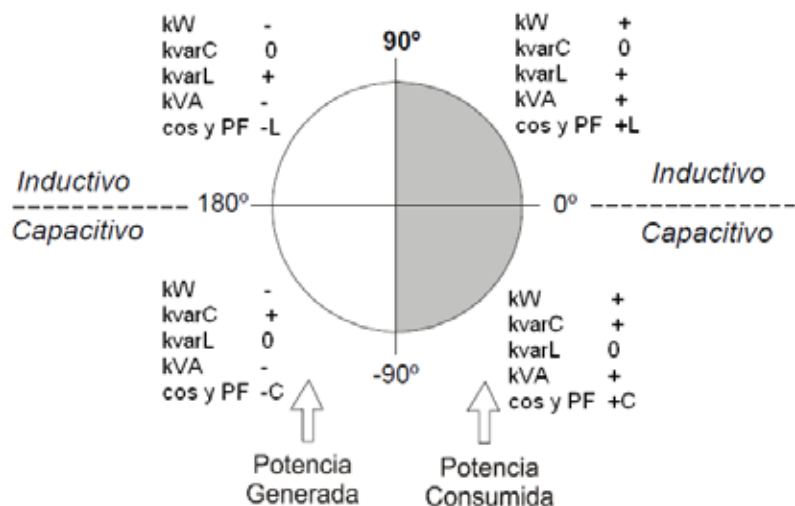 kW -
kvarC 0
kvarL +
kVA -
cos y PF -L
90º
kW +
kvarC 0
kvarL +
kVA +
cos y PF +L
Inductivo
Capacitivo
180º
0º
Inductivo
Capacitivo
kW -
kvarC +
kvarL 0
kVA -
cos y PF -C
-90º
kW +
kvarC +
kvarL 0
kVA +
cos y PF +C
Potencia
Generada
Potencia
Consumida